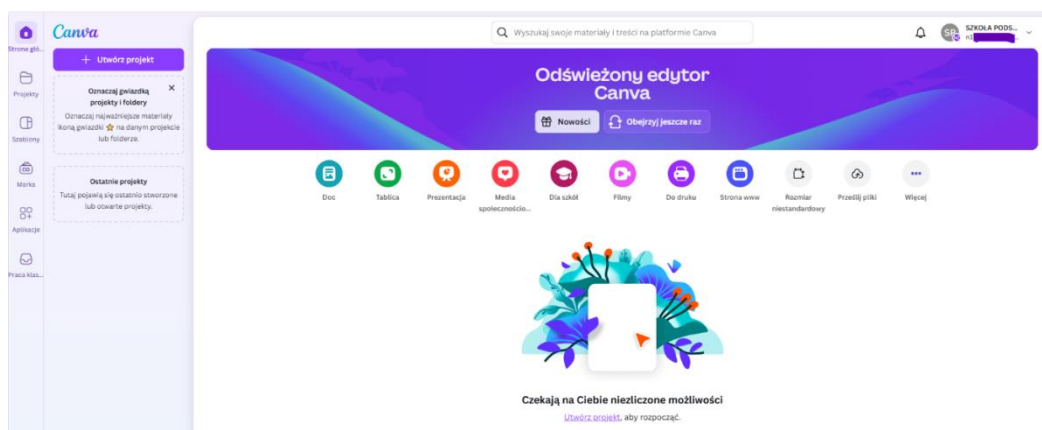 Canva
Wyszukaj swoje materiały i treści na platformie Canva
SZKOŁA PODS...
Strona głó...
Projekty
Szablony
Marka
Aplikacje
Praca klas...
+ Utwórz projekt
Oznaczaj gwiazdką
projekty i foldery
Oznaczaj najważniejsze materiały
ikoną gwiazdki na danym projekcie
lub folderze.
Ostatnie projekty
Tutaj pojawią się ostatnio stworzone
lub otwarte projekty.
Odświeżony edytor
Canva
Nowości
Obejrzyj jeszcze raz
Doc
Tablica
Prezentacja
Media
społecznościo...
Dla szkół
Filmy
Do druku
Strona www
Rozmiar
niestandardowy
Prześlij pliki
Więcej
Czekają na Ciebie niezliczone możliwości
Utwórz projekt, aby rozpocząć.